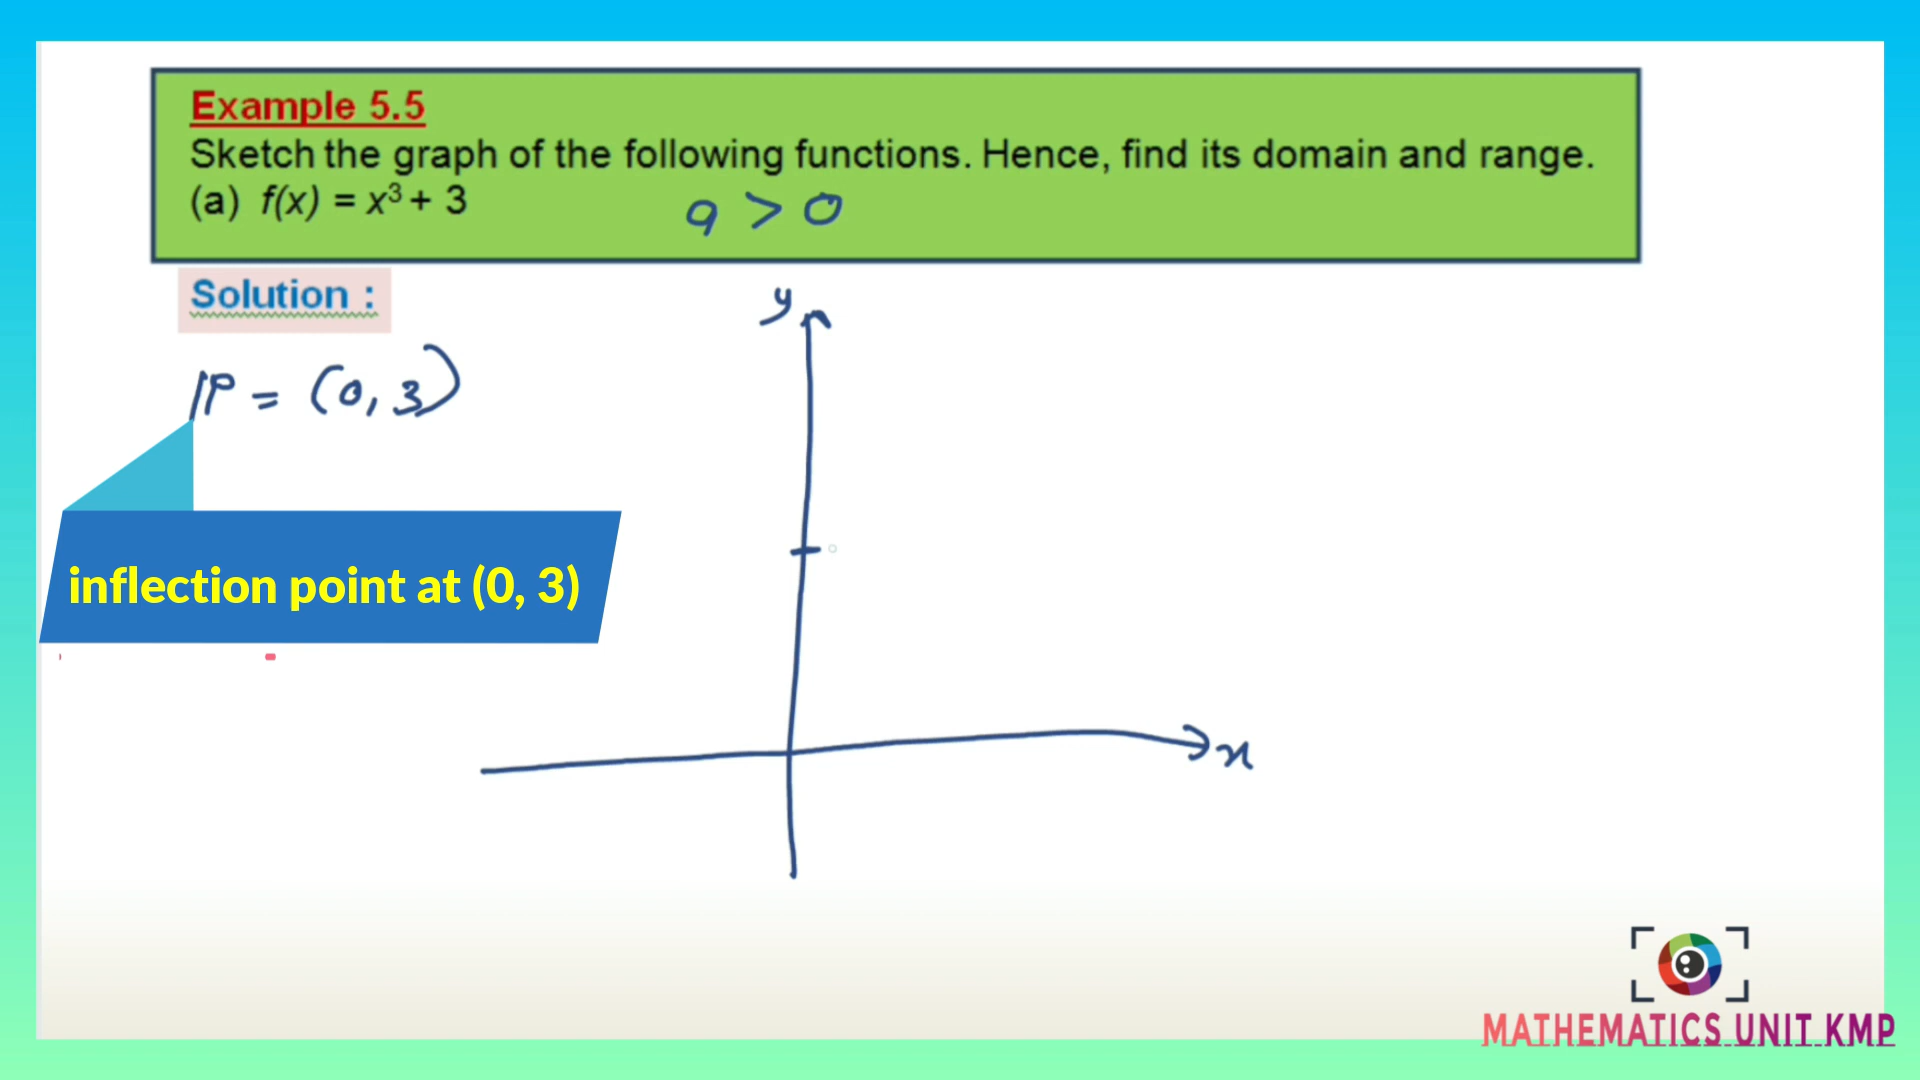 Example 5.5
Sketch the graph of the following functions. Hence, find its domain and range.
(a) f(x) = x³ + 3
a > 0
Solution :
y
IP = (0, 3)
inflection point at (0, 3)
x
MATHEMATICS UNIT KMP